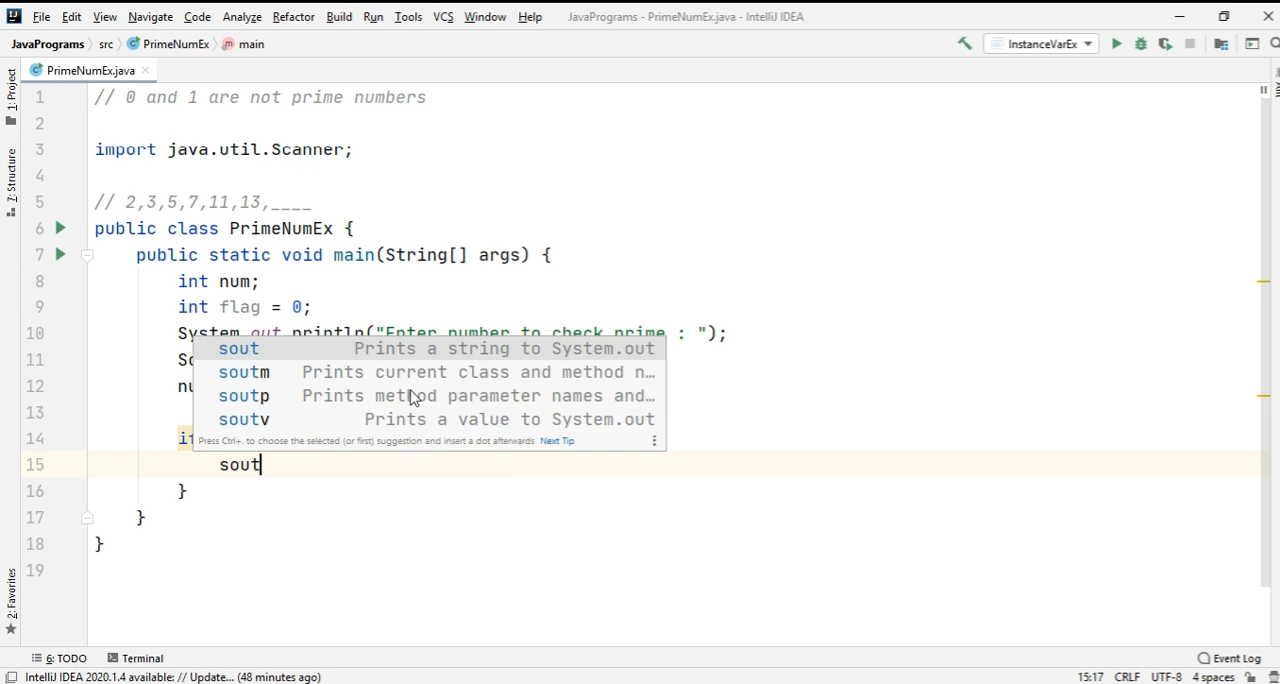 File Edit View Navigate Code Analyze Refactor Build Run Tools VCS Window Help JavaPrograms - PrimeNumEx.java - IntelliJ IDEA
JavaPrograms src PrimeNumEx main InstanceVarEx
PrimeNumEx.java
1: Project
Z: Structure
2: Favorites
1 // 0 and 1 are not prime numbers
2
3 import java.util.Scanner;
4
5 // 2,3,5,7,11,13,____
6 public class PrimeNumEx {
7 public static void main(String[] args) {
8 int num;
9 int flag = 0;
10 System.out.println("Enter number to check prime : ");
11 Sc
12 nu
13
14 if
15 sout
16 }
17 }
18 }
19
sout Prints a string to System.out
soutm Prints current class and method n...
soutp Prints method parameter names and...
soutv Prints a value to System.out
Press Ctrl+. to choose the selected (or first) suggestion and insert a dot afterwards Next Tip
6: TODO Terminal Event Log
IntelliJ IDEA 2020.1.4 available: // Update... (48 minutes ago) 15:17 CRLF UTF-8 4 spaces